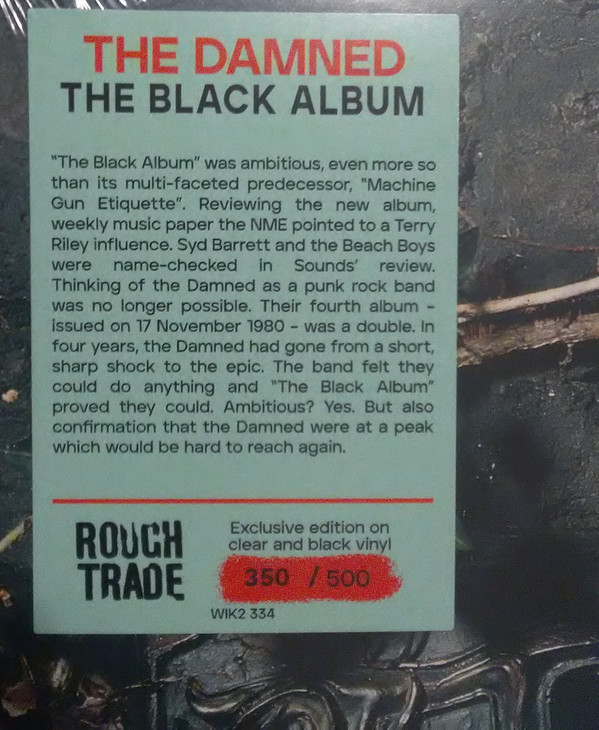 THE DAMNED
THE BLACK ALBUM
"The Black Album" was ambitious, even more so
than its multi-faceted predecessor, "Machine
Gun Etiquette". Reviewing the new album,
weekly music paper the NME pointed to a Terry
Riley influence. Syd Barrett and the Beach Boys
were name-checked in Sounds' review.
Thinking of the Damned as a punk rock band
was no longer possible. Their fourth album –
issued on 17 November 1980 – was a double. In
four years, the Damned had gone from a short,
sharp shock to the epic. The band felt they
could do anything and "The Black Album"
proved they could. Ambitious? Yes. But also
confirmation that the Damned were at a peak
which would be hard to reach again.
ROUGH
TRADE
Exclusive edition on
clear and black vinyl
350 / 500
WIK2 334